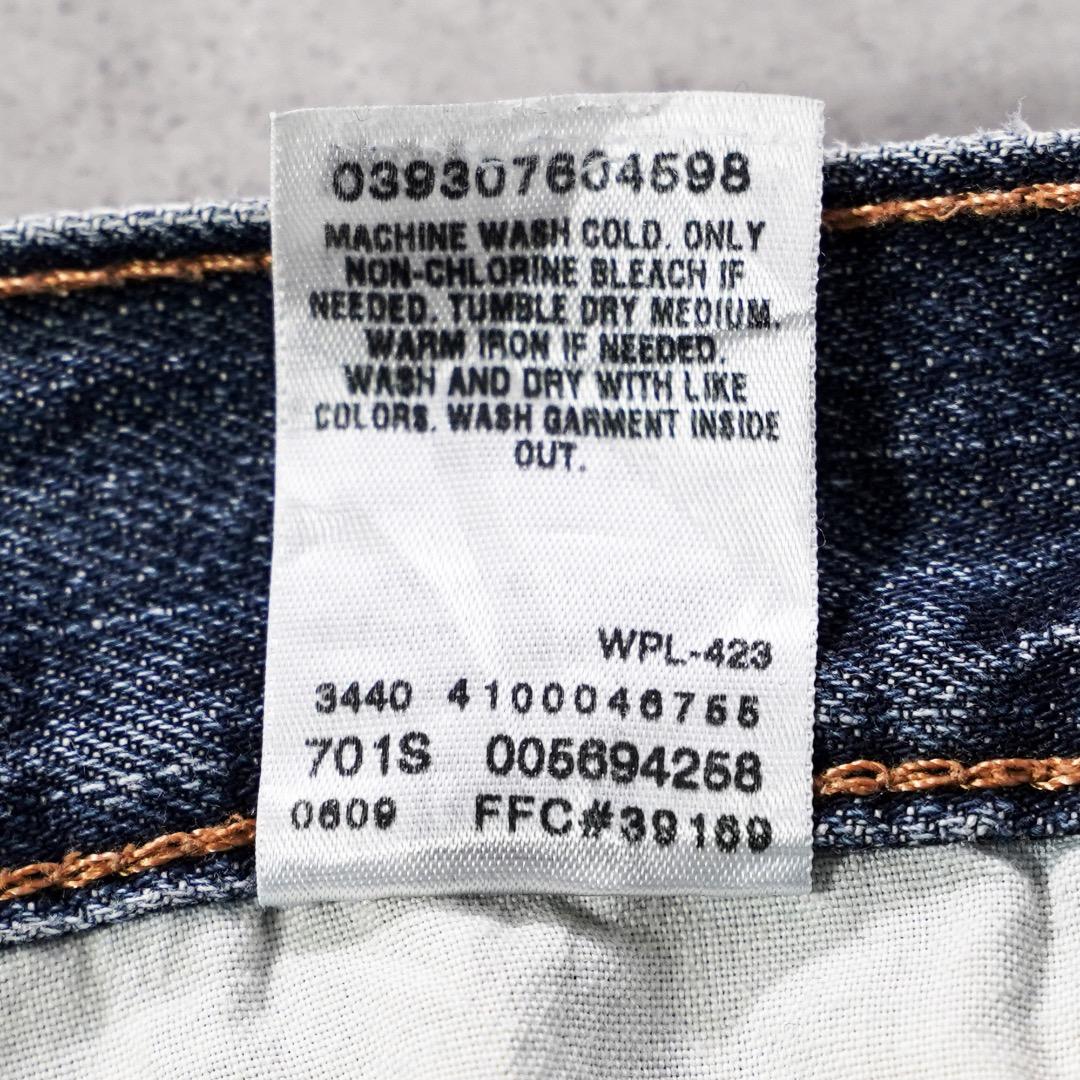 039307604598
MACHINE WASH COLD. ONLY
NON-CHLORINE BLEACH IF
NEEDED. TUMBLE DRY MEDIUM.
WARM IRON IF NEEDED.
WASH AND DRY WITH LIKE
COLORS. WASH GARMENT INSIDE
OUT.
WPL-423
3440 4100046755
701S 005694258
0609 FFC#39169